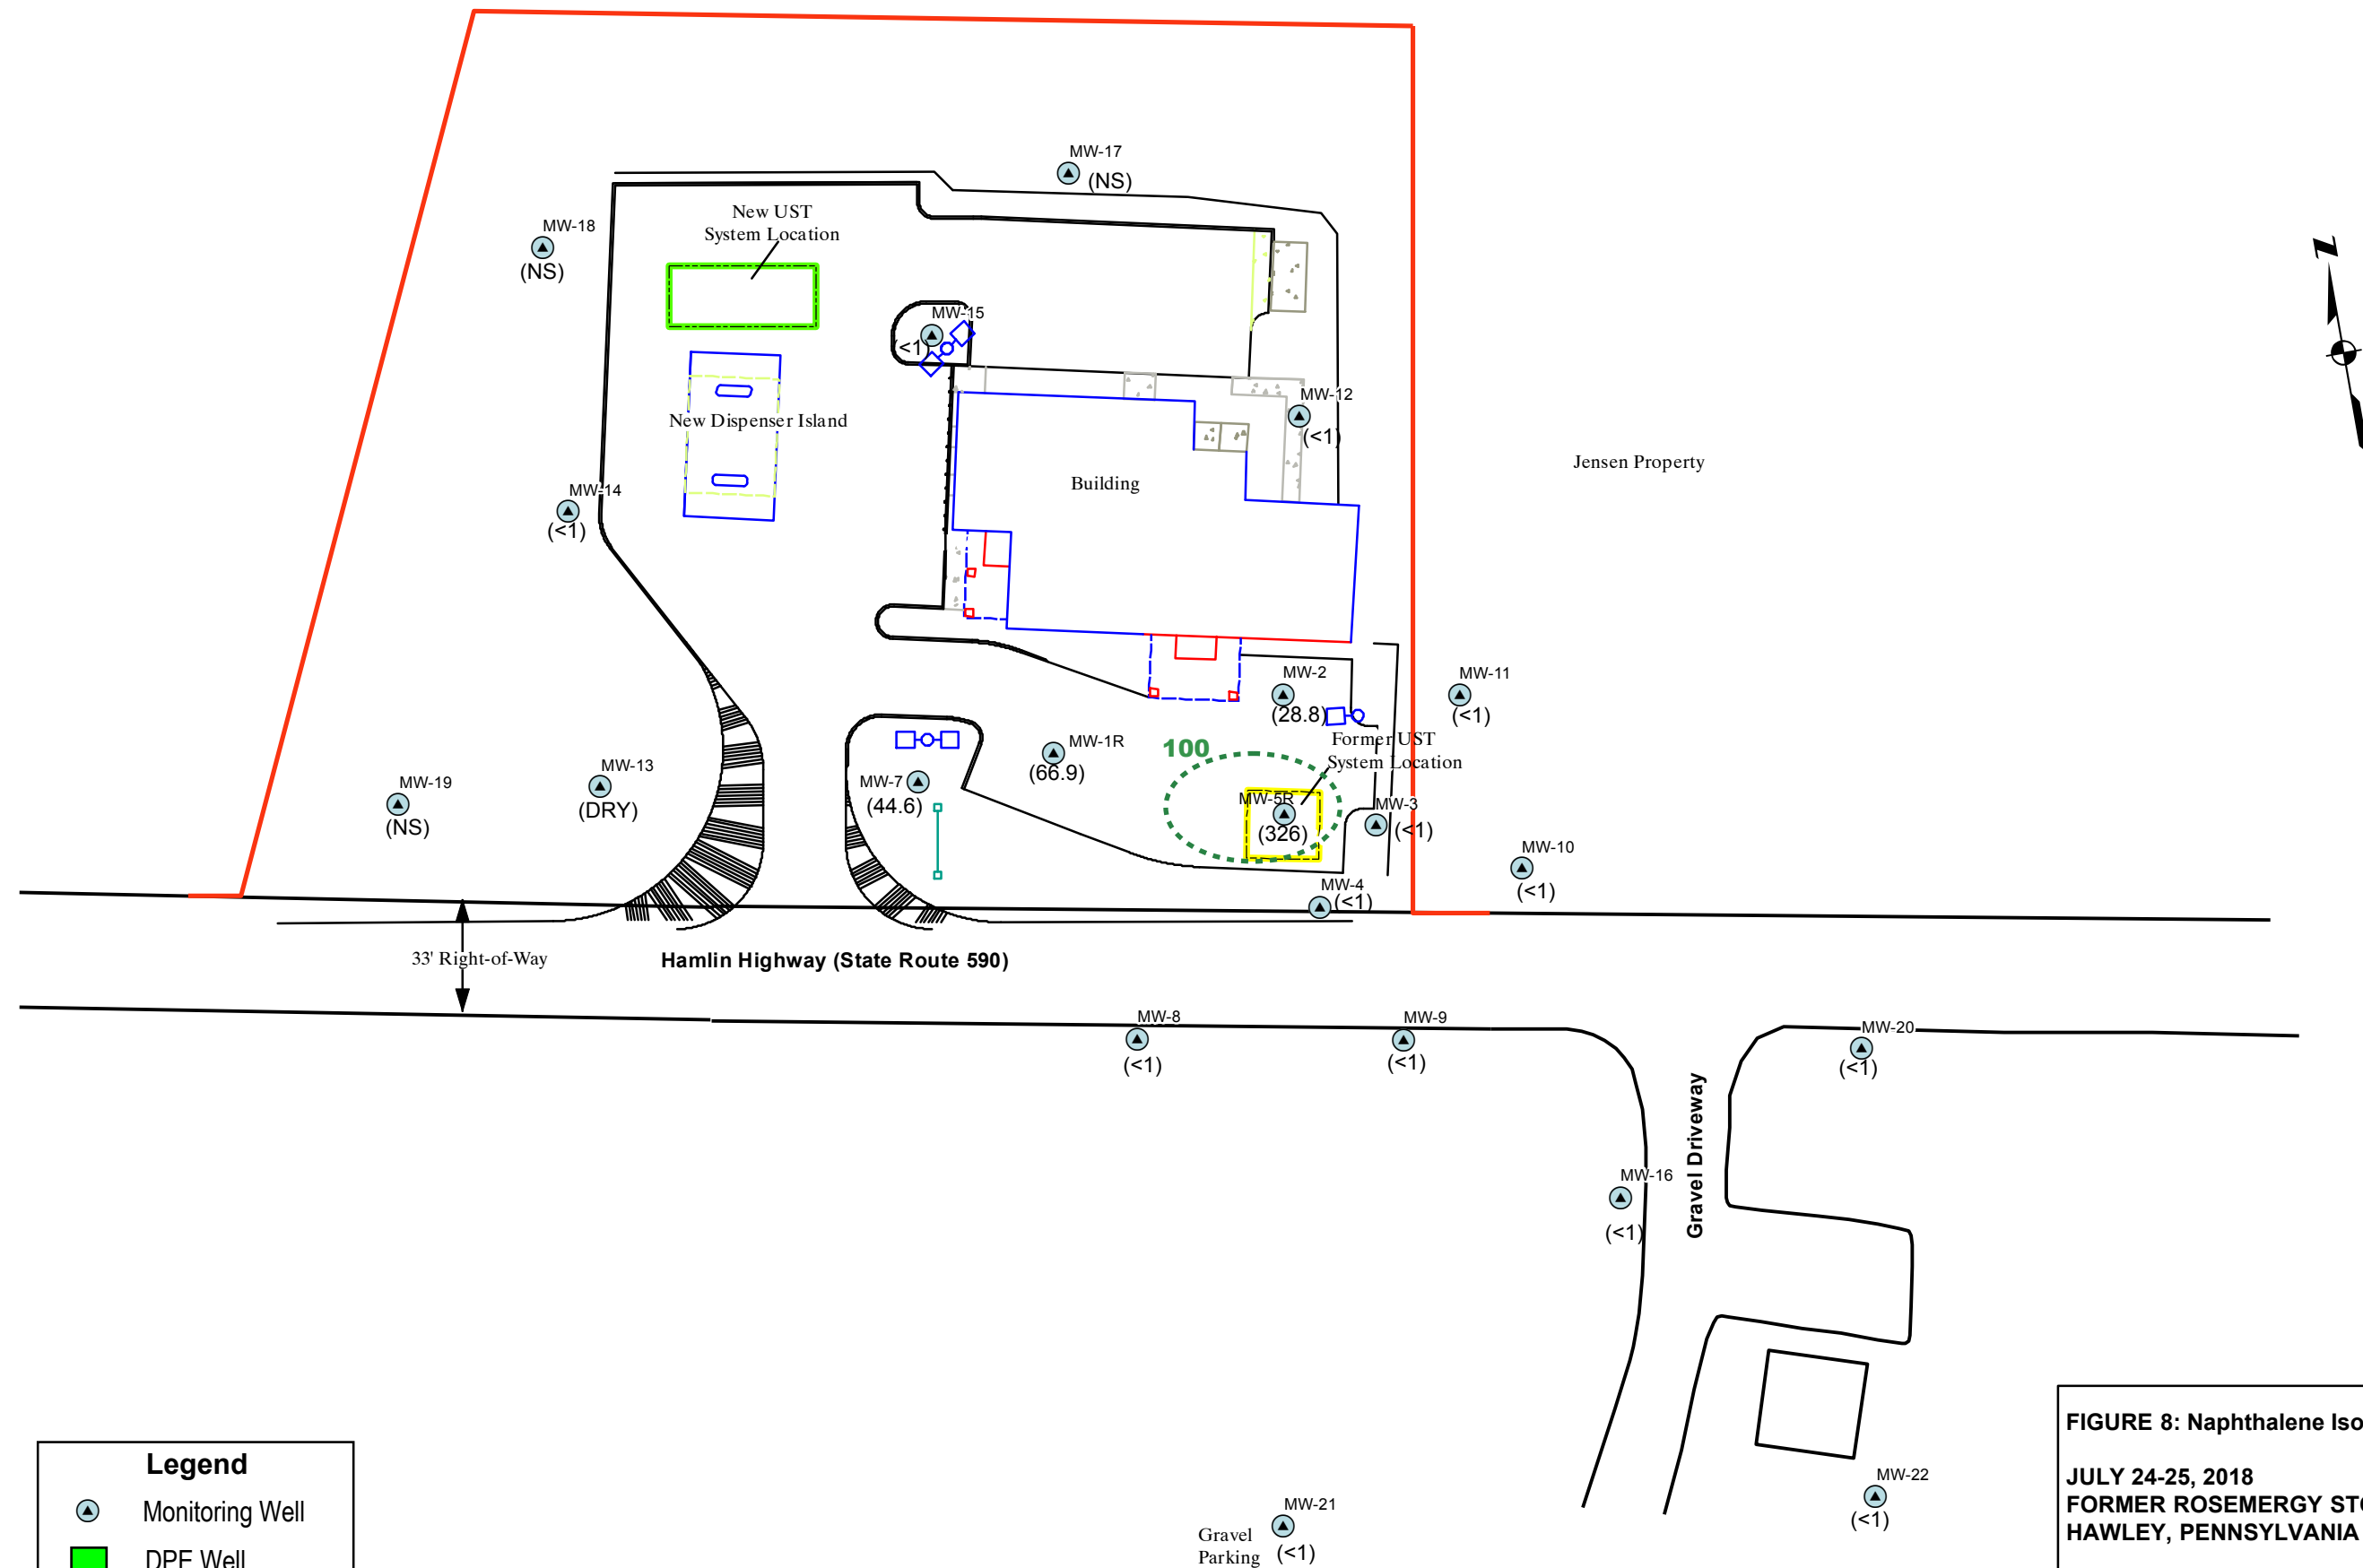 MW-17
(NS)
MW-18
(NS)
New UST
System Location
MW-15
(<1)
New Dispenser Island
MW-12
(<1)
Jensen Property
Building
MW-14
(<1)
MW-2
(28.8)
MW-11
(<1)
MW-1R
(66.9)
100
Former UST
System Location
MW-7
(44.6)
MW-13
(DRY)
MW-19
(NS)
MW-5R
(326)
MW-3
(<1)
MW-10
(<1)
MW-4
(<1)
33' Right-of-Way
Hamlin Highway (State Route 590)
MW-8
(<1)
MW-9
(<1)
MW-20
(<1)
Gravel Driveway
MW-16
(<1)
MW-22
(<1)
MW-21
(<1)
Gravel
Parking
Legend
Monitoring Well
DPE Well
FIGURE 8: Naphthalene Iso
JULY 24-25, 2018
FORMER ROSEMERGY STO
HAWLEY, PENNSYLVANIA
Z